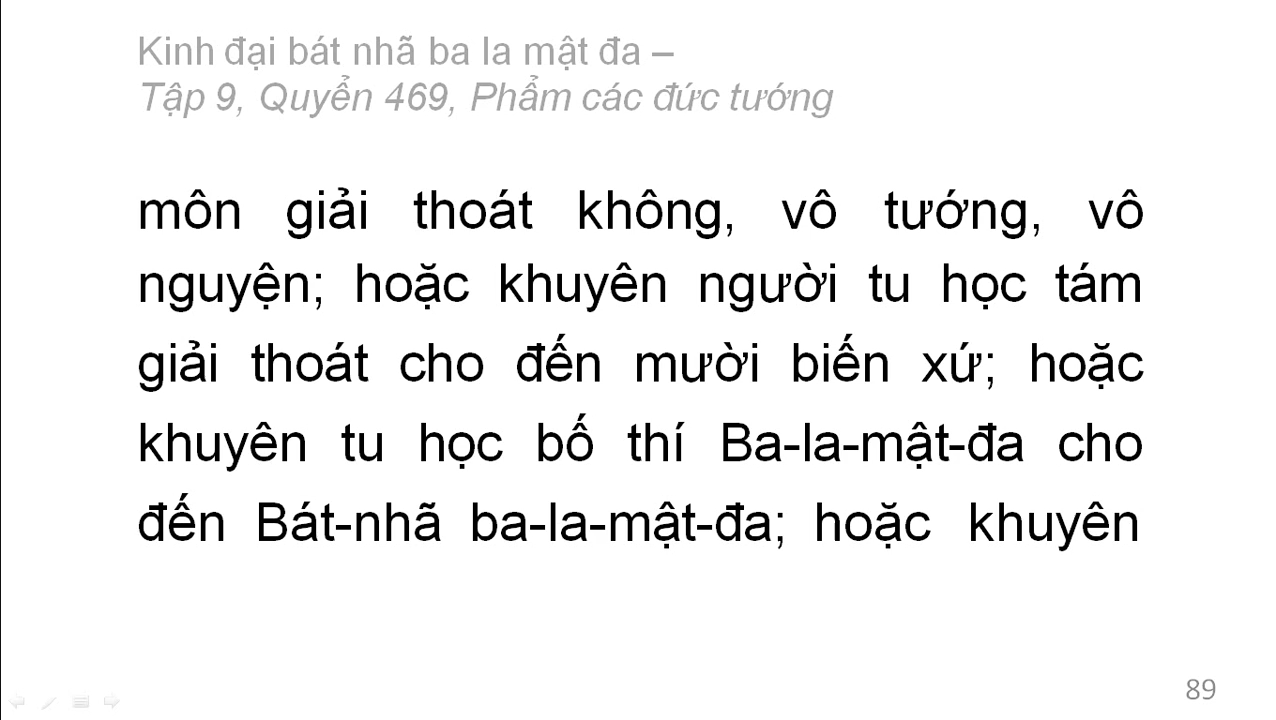 Kinh đại bát nhã ba la mật đa –
Tập 9, Quyển 469, Phẩm các đức tướng
môn giải thoát không, vô tướng, vô
nguyện; hoặc khuyên người tu học tám
giải thoát cho đến mười biến xứ; hoặc
khuyên tu học bố thí Ba-la-mật-đa cho
đến Bát-nhã ba-la-mật-đa; hoặc khuyên
89